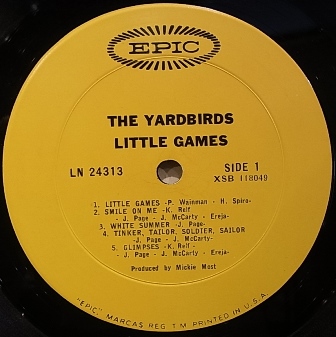 EPIC
THE YARDBIRDS
LITTLE GAMES
LN 24313
SIDE 1
XSB 118049
1. LITTLE GAMES -P. Wainman - H. Spiro-
2. SMILE ON ME -K. Relf
- J. Page - J. McCarty - Ereja-
3. WHITE SUMMER -J. Page-
4. TINKER, TAILOR, SOLDIER, SAILOR
-J. Page - J. McCarty-
5. GLIMPSES -K. Relf -
- J. Page - J. McCarty - Ereja-
Produced by Mickie Most
"EPIC" MARCAS REG. T.M. PRINTED IN U.S.A.